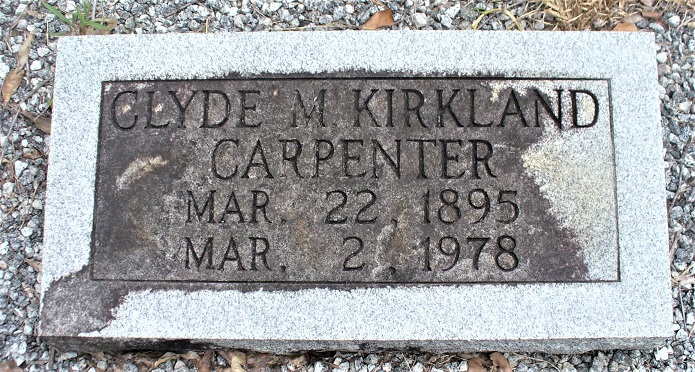 CLYDE M. KIRKLAND
CARPENTER
MAR. 22, 1895
MAR. 2, 1978